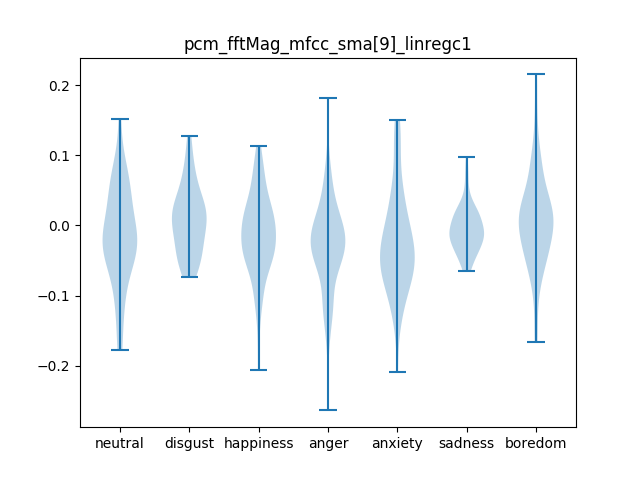 pcm_fftMag_mfcc_sma[9]_linregc1
0.2
0.1
0.0
−0.1
−0.2
neutral disgust happiness anger anxiety sadness boredom